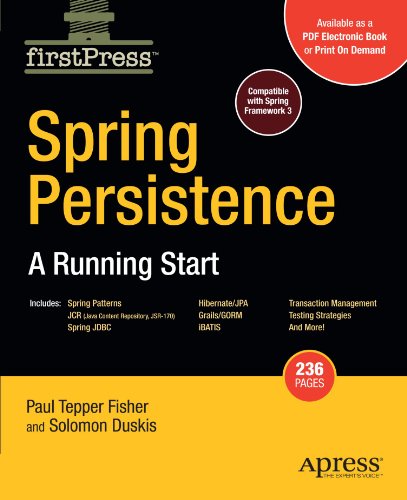 Available as a
PDF Electronic Book
or Print On Demand
firstPress™
Compatible
with Spring
Framework 3
Spring
Persistence
A Running Start
Includes:
Spring Patterns
JCR (Java Content Repository, JSR-170)
Spring JDBC
Hibernate/JPA
Grails/GORM
iBATIS
Transaction Management
Testing Strategies
And More!
236
PAGES
Paul Tepper Fisher
and Solomon Duskis
Apress®
THE EXPERT'S VOICE™